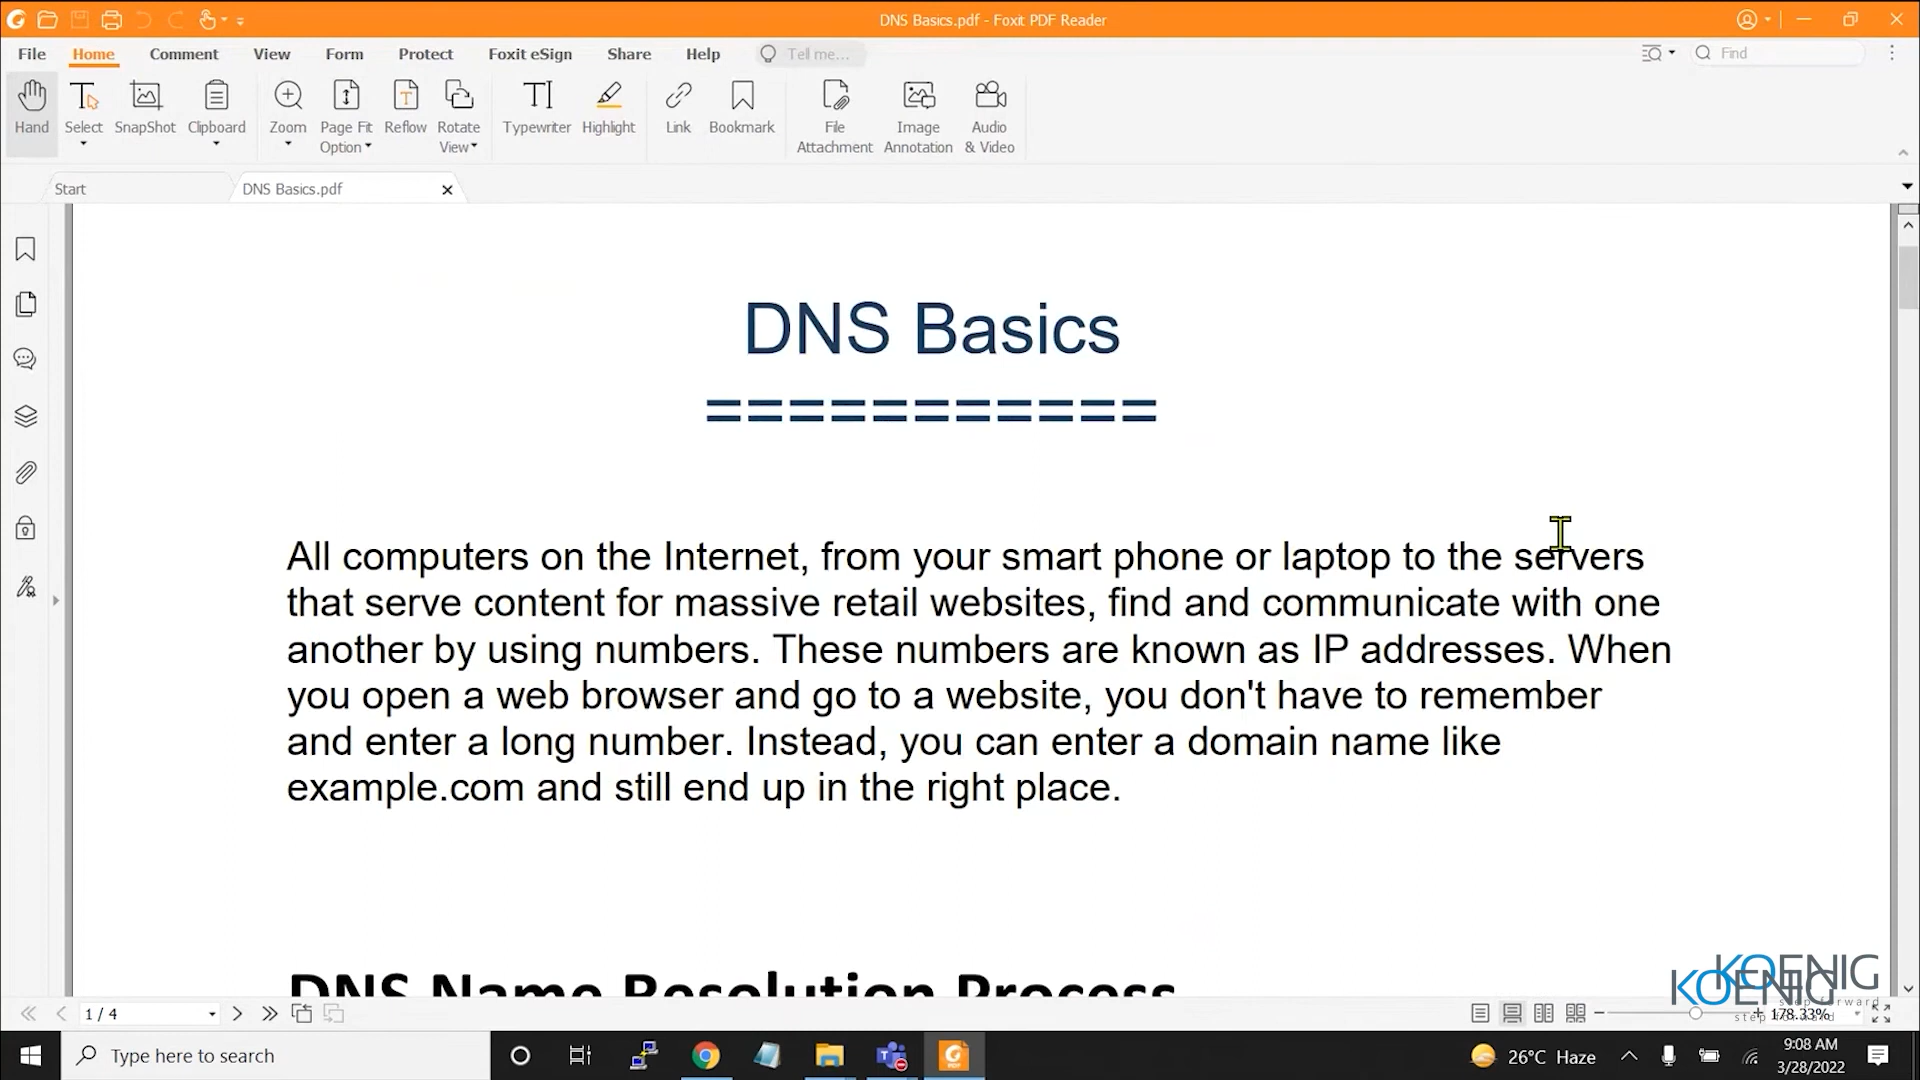 DNS Basics.pdf - Foxit PDF Reader
File Home Comment View Form Protect Foxit eSign Share Help Tell me... Find
Hand Select SnapShot Clipboard Zoom Page Fit Option Reflow Rotate View Typewriter Highlight Link Bookmark File Attachment Image Annotation Audio & Video
Start DNS Basics.pdf
DNS Basics
===========
All computers on the Internet, from your smart phone or laptop to the servers
that serve content for massive retail websites, find and communicate with one
another by using numbers. These numbers are known as IP addresses. When
you open a web browser and go to a website, you don't have to remember
and enter a long number. Instead, you can enter a domain name like
example.com and still end up in the right place.
DNS Name Resolution Process
KOENIG
step forward
KOENIG
step forward
1 / 4 178.33%
Type here to search 26°C Haze 9:08 AM
3/28/2022